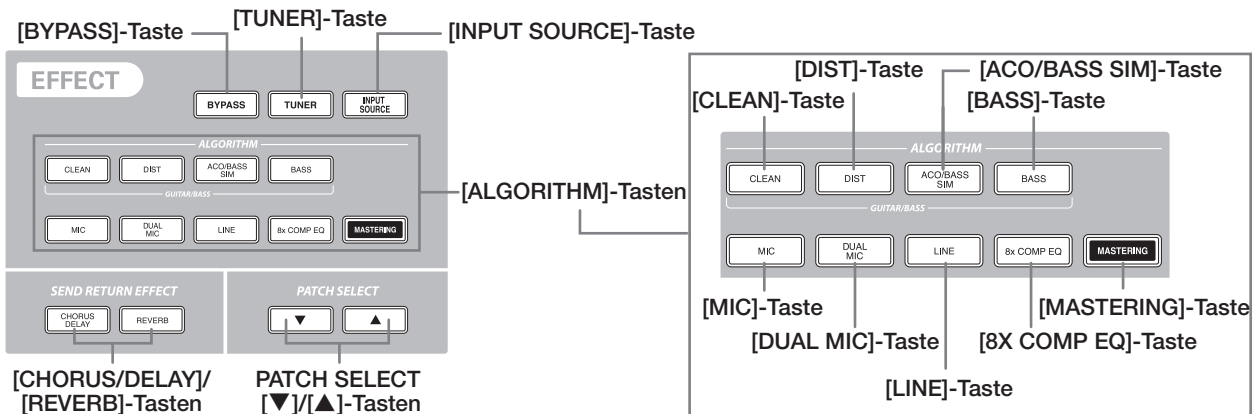 [BYPASS]-Taste
[TUNER]-Taste
[INPUT SOURCE]-Taste
EFFECT
BYPASS
TUNER
INPUT
SOURCE
ALGORITHM
CLEAN
DIST
ACO/BASS
SIM
BASS
GUITAR/BASS
MIC
DUAL
MIC
LINE
8x COMP EQ
MASTERING
[ALGORITHM]-Tasten
SEND RETURN EFFECT
CHORUS
DELAY
REVERB
PATCH SELECT
▼
▲
[CHORUS/DELAY]/
[REVERB]-Tasten
PATCH SELECT
[▼]/[▲]-Tasten
[DIST]-Taste
[ACO/BASS SIM]-Taste
[CLEAN]-Taste
[BASS]-Taste
ALGORITHM
CLEAN
DIST
ACO/BASS
SIM
BASS
GUITAR/BASS
MIC
DUAL
MIC
LINE
8x COMP EQ
MASTERING
[MIC]-Taste
[MASTERING]-Taste
[DUAL MIC]-Taste
[8X COMP EQ]-Taste
[LINE]-Taste